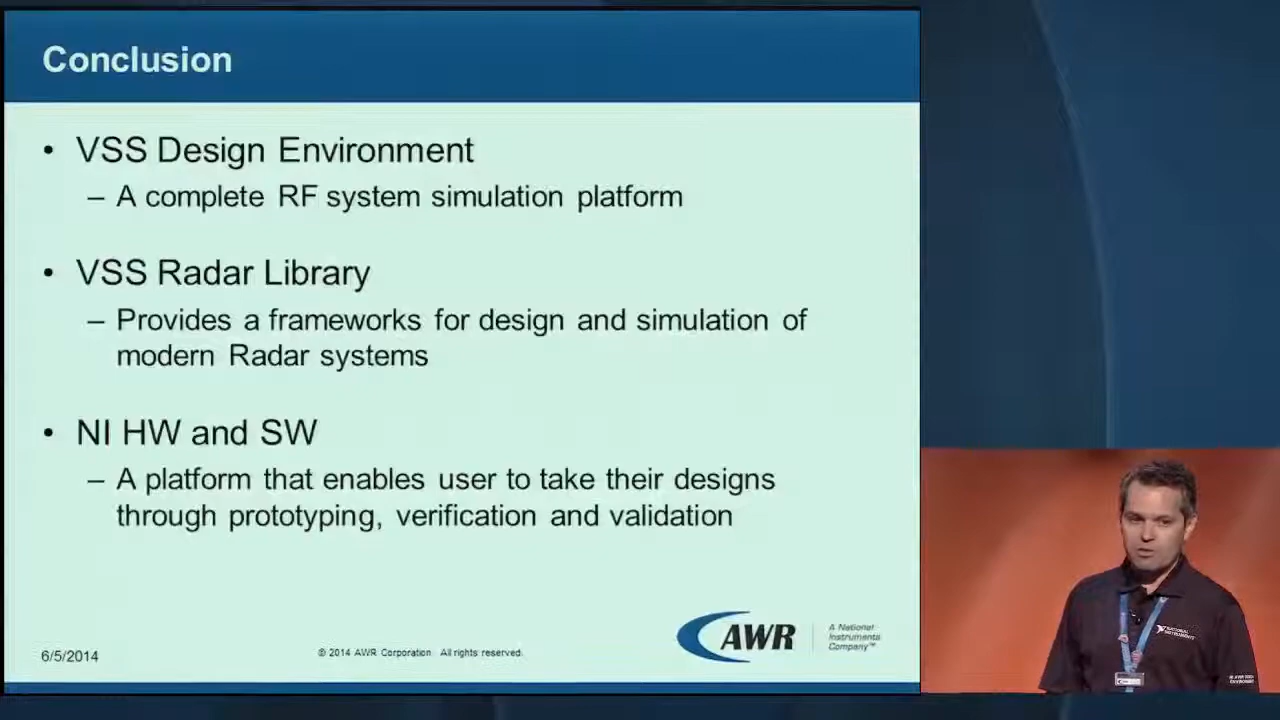 Conclusion
• VSS Design Environment
– A complete RF system simulation platform
• VSS Radar Library
– Provides a frameworks for design and simulation of
modern Radar systems
• NI HW and SW
– A platform that enables user to take their designs
through prototyping, verification and validation
6/5/2014
© 2014 AWR Corporation. All rights reserved.
AWR
A National
Instruments
Company™
NATIONAL
INSTRUMENTS